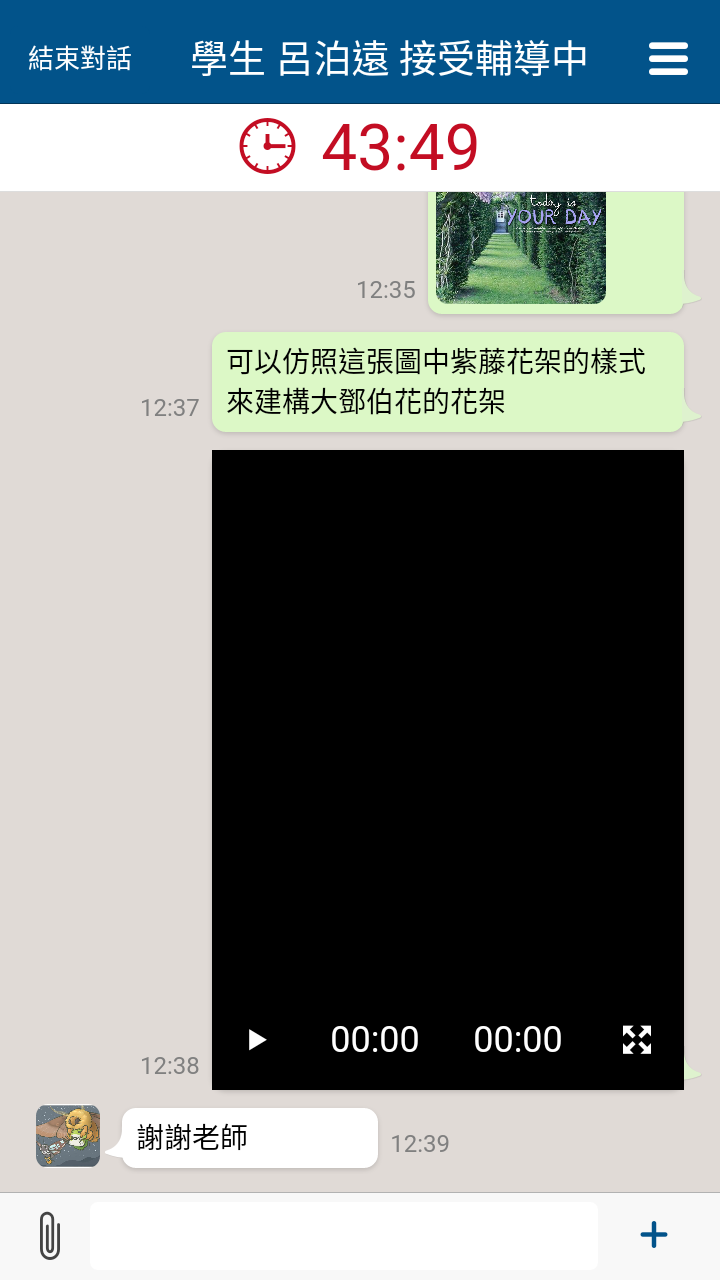 結束對話
學生 呂泊遠 接受輔導中
43:49
today is
YOUR DAY
12:35
可以仿照這張圖中紫藤花架的樣式
來建構大鄧伯花的花架
12:37
00:00 00:00
12:38
謝謝老師
12:39